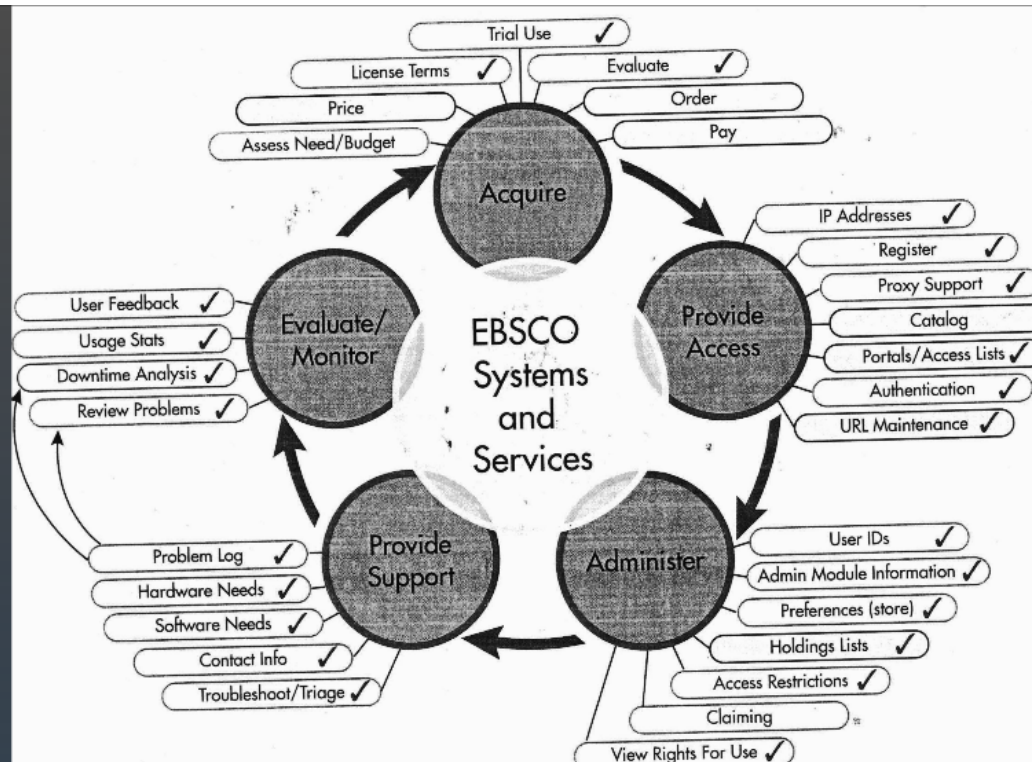 Trial Use ✓
License Terms ✓
Evaluate ✓
Price
Order
Assess Need/Budget
Pay
Acquire
IP Addresses ✓
Register ✓
Proxy Support ✓
Catalog
Portals/Access Lists ✓
Authentication ✓
URL Maintenance ✓
Provide
Access
User Feedback ✓
Usage Stats ✓
Downtime Analysis ✓
Review Problems ✓
Evaluate/
Monitor
EBSCO
Systems
and
Services
Problem Log ✓
Hardware Needs ✓
Software Needs ✓
Contact Info ✓
Troubleshoot/Triage ✓
Provide
Support
Administer
User IDs ✓
Admin Module Information ✓
Preferences (store) ✓
Holdings Lists ✓
Access Restrictions ✓
Claiming
View Rights For Use ✓